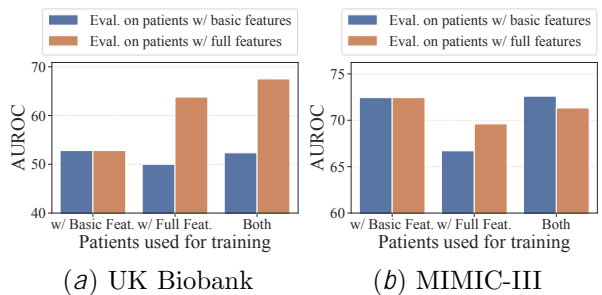 Eval. on patients w/ basic features
Eval. on patients w/ full features
AUROC
70
60
50
40
w/ Basic Feat. w/ Full Feat. Both
Patients used for training
(a) UK Biobank
Eval. on patients w/ basic features
Eval. on patients w/ full features
AUROC
75
70
65
60
w/ Basic Feat. w/ Full Feat. Both
Patients used for training
(b) MIMIC-III